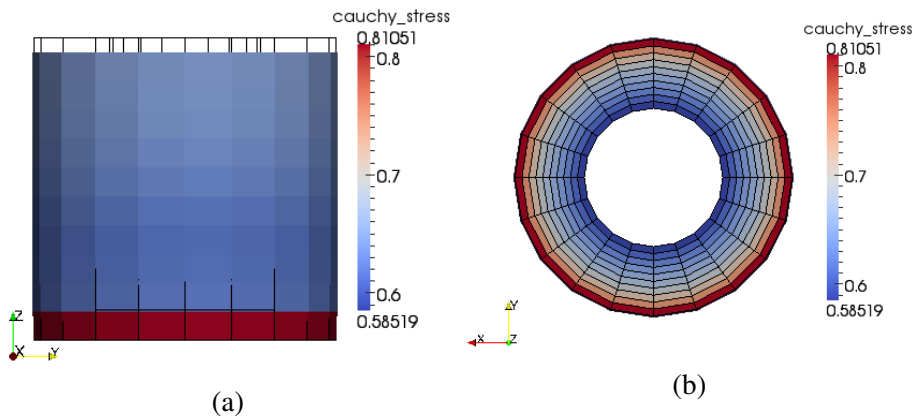 cauchy_stress
0.81051
0.8
0.7
0.6
0.58519
Z
X
Y
(a)
cauchy_stress
0.81051
0.8
0.7
0.6
0.58519
Y
X
Z
(b)